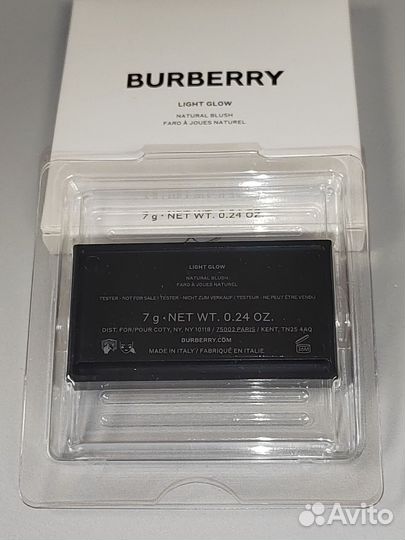 BURBERRY
LIGHT GLOW
NATURAL BLUSH
FARD À JOUES NATUREL
7 g • NET WT. 0.24 OZ.
LIGHT GLOW
NATURAL BLUSH
FARD À JOUES NATUREL
TESTER - NOT FOR SALE / TESTER - NICHT ZUM VERKAUF / TESTEUR - NE PEUT ÊTRE VENDU
7 g • NET WT. 0.24 OZ.
DIST. FOR/POUR COTY, NY, NY 10118 / 75002 PARIS / KENT, TN25 4AQ
BURBERRY.COM
MADE IN ITALY / FABRIQUÉ EN ITALIE
Avito